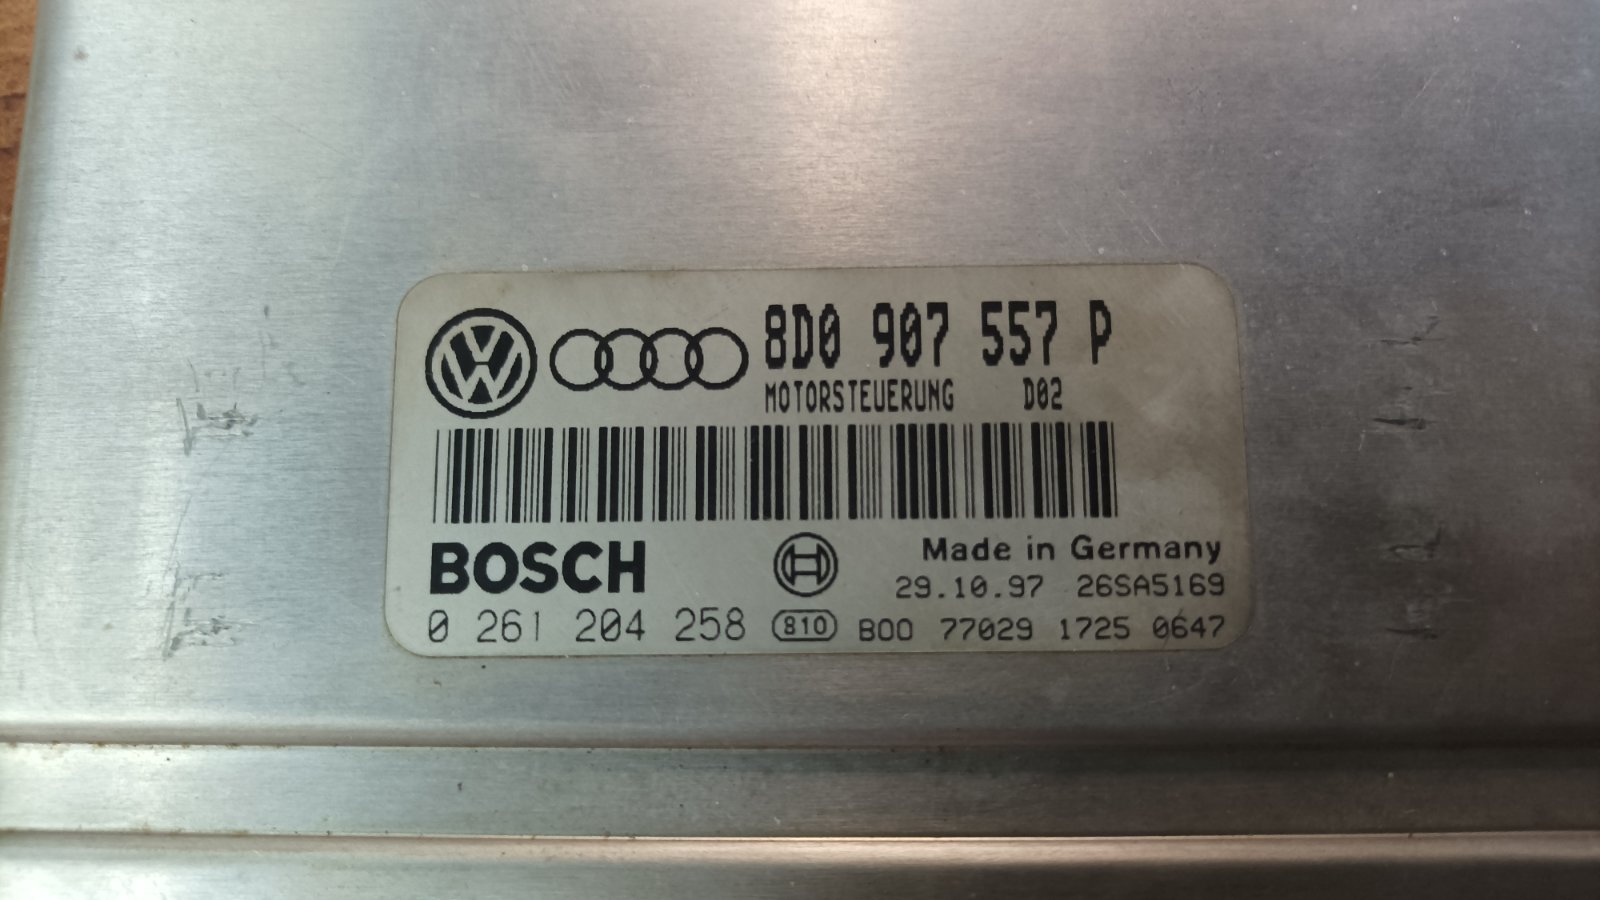 8D0 907 557 P
MOTORSTEUERUNG D02
BOSCH
Made in Germany
29.10.97 26SA5169
0 261 204 258 810 B00 77029 1725 0647